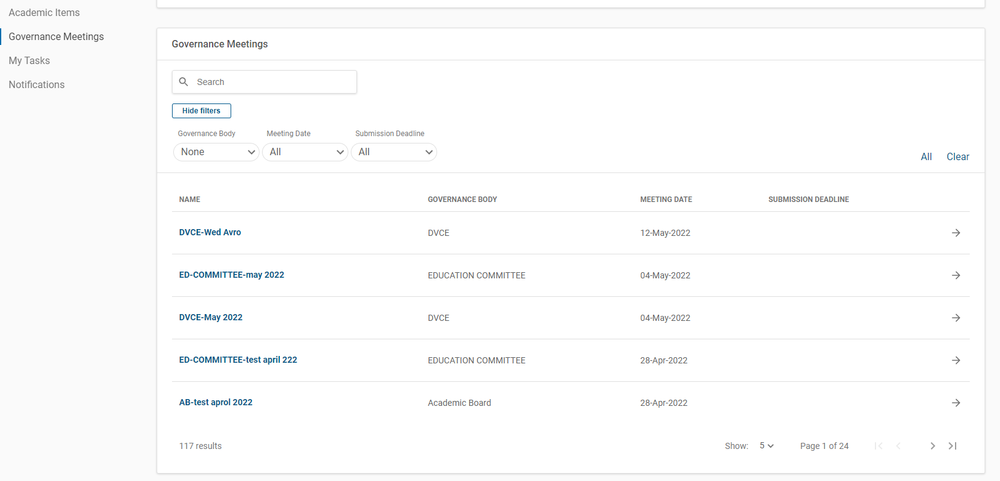 Academic Items
Governance Meetings
My Tasks
Notifications
Governance Meetings
Search
Hide filters
Governance Body Meeting Date Submission Deadline
None All All
All Clear
NAME GOVERNANCE BODY MEETING DATE SUBMISSION DEADLINE
DVCE-Wed Avro DVCE 12-May-2022
ED-COMMITTEE-may 2022 EDUCATION COMMITTEE 04-May-2022
DVCE-May 2022 DVCE 04-May-2022
ED-COMMITTEE-test april 222 EDUCATION COMMITTEE 28-Apr-2022
AB-test aprol 2022 Academic Board 28-Apr-2022
117 results Show: 5 Page 1 of 24